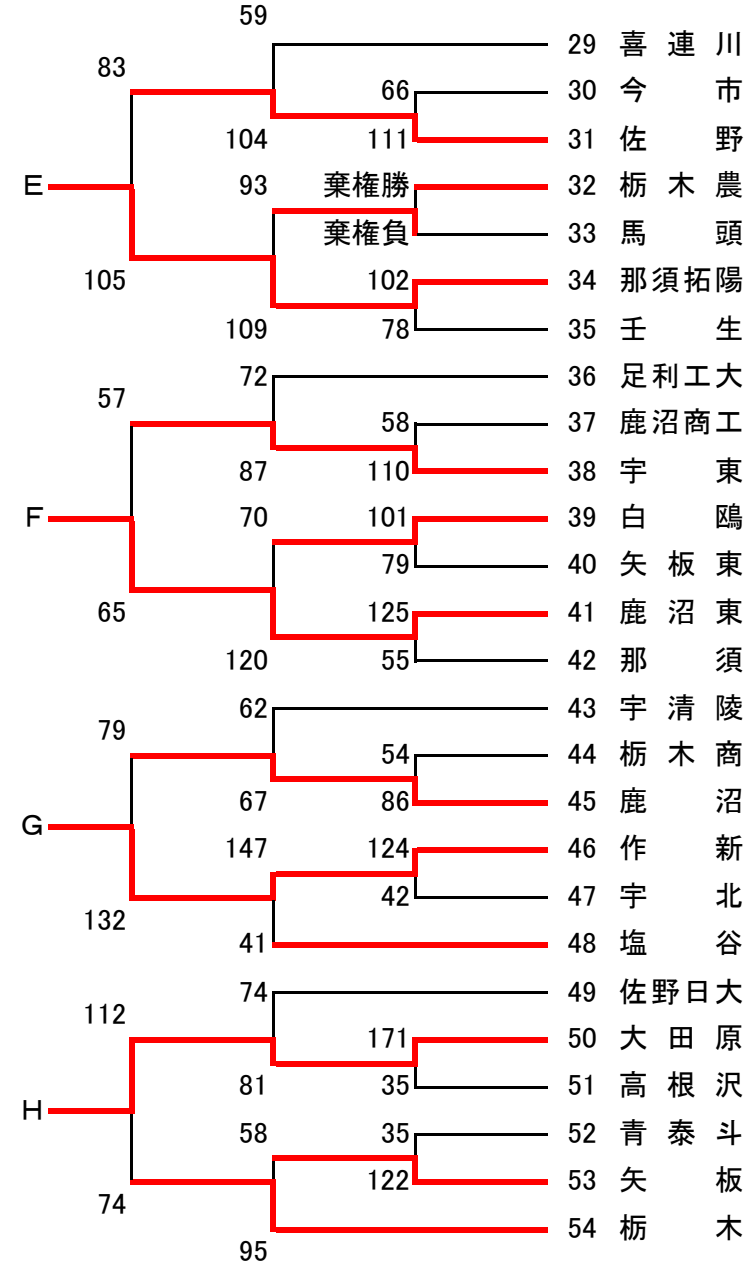 59
29 喜連川
83
66 30 今市
104 111 31 佐野
E 93 棄権勝 32 栃木農
棄権負 33 馬頭
105 102 34 那須拓陽
109 78 35 壬生
72 36 足利工大
57
58 37 鹿沼商工
87 110 38 宇東
F 70 101 39 白鴎
79 40 矢板東
65 125 41 鹿沼東
120 55 42 那須
62 43 宇清陵
79
54 44 栃木商
67 86 45 鹿沼
G 147 124 46 作新
42 47 宇北
132
41 48 塩谷
74 49 佐野日大
112
171 50 大田原
81 35 51 高根沢
H 58 35 52 青泰斗
122 53 矢板
74
54 栃木
95